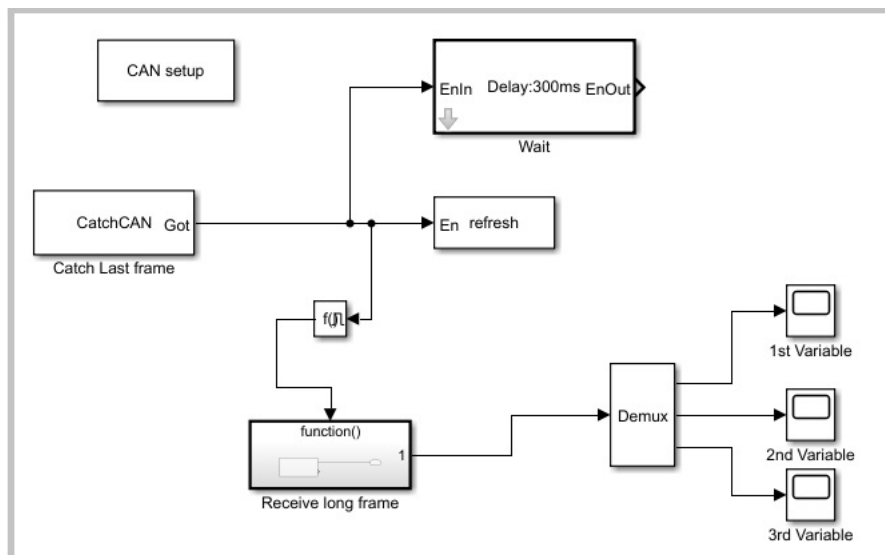 CAN setup
EnIn Delay:300ms EnOut
Wait
CatchCAN Got
Catch Last frame
En refresh
f()
1st Variable
function()
1
Receive long frame
Demux
2nd Variable
3rd Variable